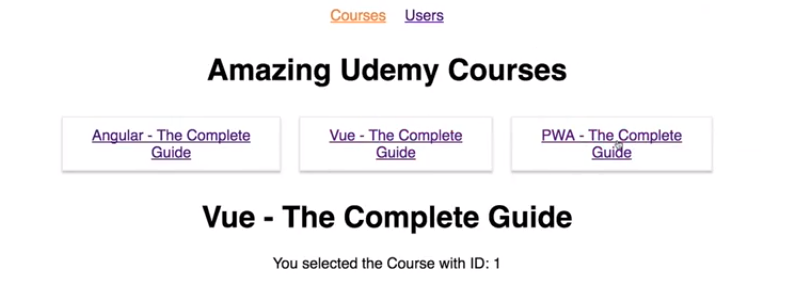 Courses Users
Amazing Udemy Courses
Angular - The Complete
Guide
Vue - The Complete
Guide
PWA - The Complete
Guide
Vue - The Complete Guide
You selected the Course with ID: 1